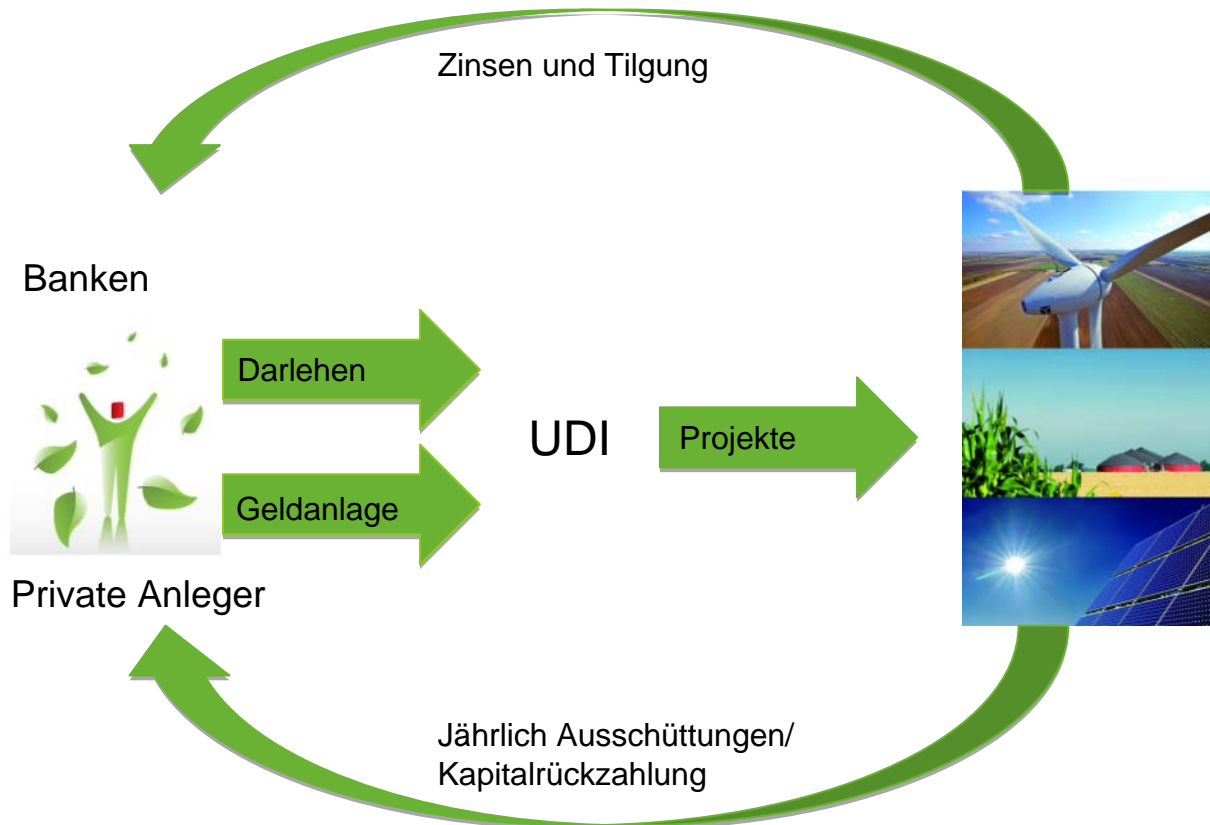 Zinsen und Tilgung
Banken
Darlehen
UDI
Projekte
Geldanlage
Private Anleger
Jährlich Ausschüttungen/
Kapitalrückzahlung